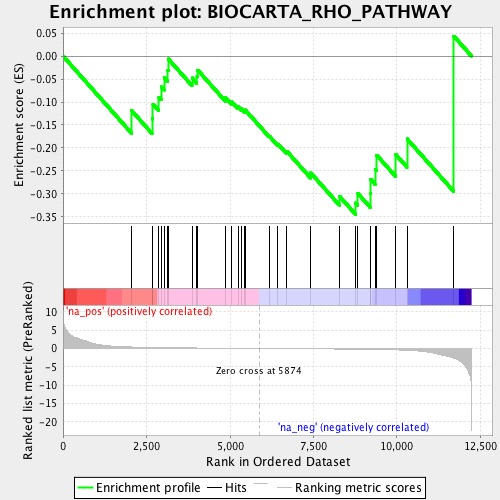 Enrichment plot: BIOCARTA_RHO_PATHWAY
Enrichment score (ES)
0.05
0.00
-0.05
-0.10
-0.15
-0.20
-0.25
-0.30
-0.35
'na_pos' (positively correlated)
Ranked list metric (PreRanked)
10
5
0
-5
-10
-15
-20
Zero cross at 5874
'na_neg' (negatively correlated)
0
2,500
5,000
7,500
10,000
12,500
Rank in Ordered Dataset
Enrichment profile
Hits
Ranking metric scores